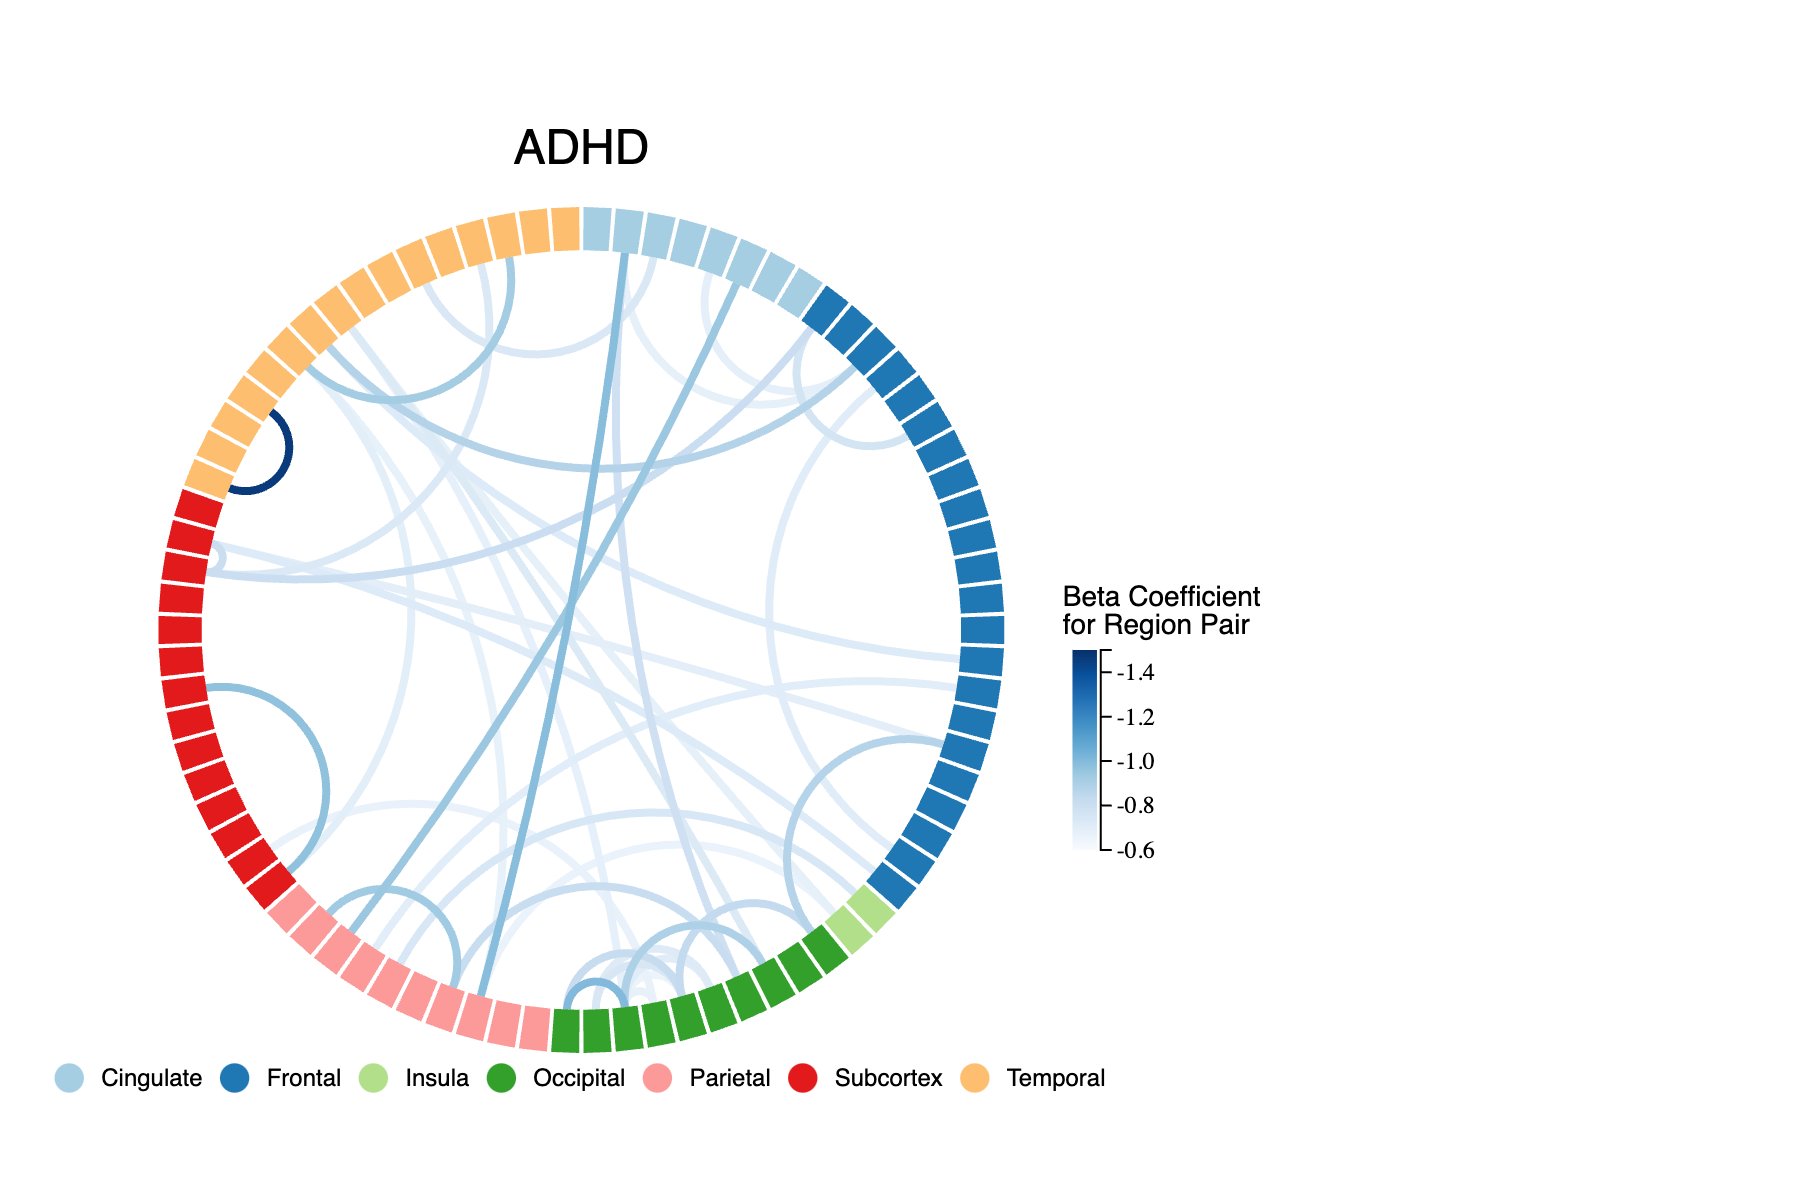 ADHD
Beta Coefficient
for Region Pair
-1.4
-1.2
-1.0
-0.8
-0.6
Cingulate Frontal Insula Occipital Parietal Subcortex Temporal